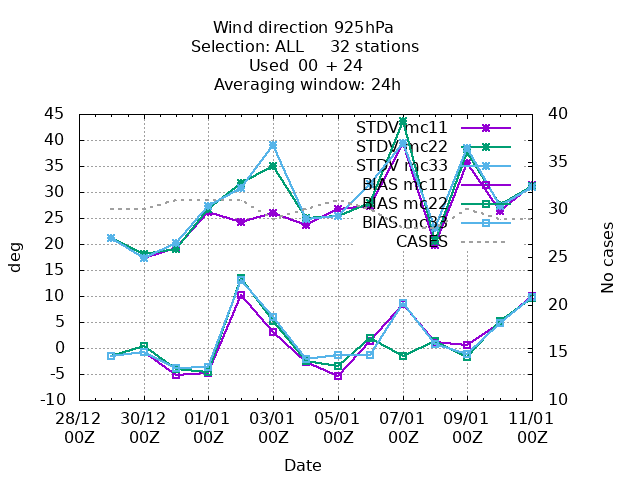 Wind direction 925hPa
Selection: ALL 32 stations
Used 00 + 24
Averaging window: 24h
45 40
40
35 35
30 30
25
20 25
15
10 20
5
0 15
-5
-10 10
STDV mc11
STDV mc22
STDV mc33
BIAS mc11
BIAS mc22
BIAS mc33
CASES
deg
No cases
28/12 30/12 01/01 03/01 05/01 07/01 09/01 11/01
00Z 00Z 00Z 00Z 00Z 00Z 00Z 00Z
Date